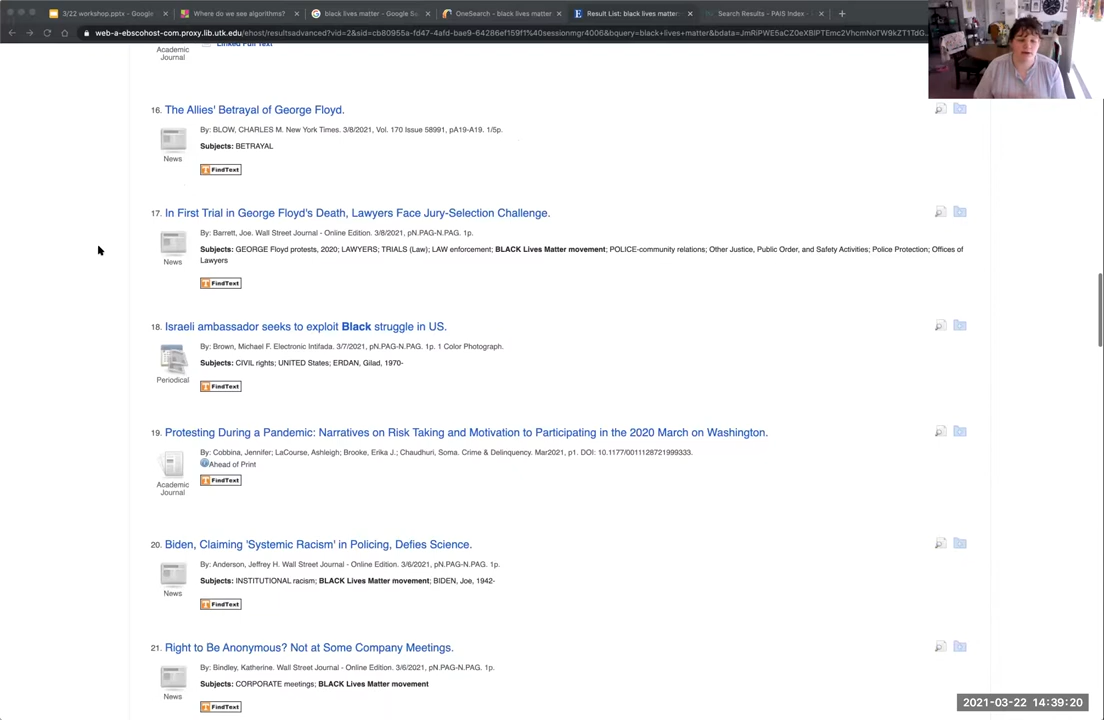 3/22 workshop.pptx - Google
Where do we see algorithms?
black lives matter - Google S
OneSearch - black lives matter
Result List: black lives matter
Search Results - PAIS Index -
web-a-ebscohost-com.proxy.lib.utk.edu/ehost/resultsadvanced?vid=2&sid=
Linked Full Text
Academic
Journal
16. The Allies' Betrayal of George Floyd.
By: BLOW, CHARLES M. New York Times. 3/8/2021, Vol. 170 Issue 58991, pA19-A19. 1/5p.
Subjects: BETRAYAL
News
FindText
17. In First Trial in George Floyd's Death, Lawyers Face Jury-Selection Challenge.
By: Barrett, Joe. Wall Street Journal - Online Edition. 3/8/2021, pN.PAG-N.PAG. 1p.
Subjects: GEORGE Floyd protests, 2020; LAWYERS; TRIALS (Law); LAW enforcement; BLACK Lives Matter movement; POLICE-community relations; Other Justice, Public Order, and Safety Activities; Police Protection; Offices of
Lawyers
News
FindText
18. Israeli ambassador seeks to exploit Black struggle in US.
By: Brown, Michael F. Electronic Intifada. 3/7/2021, pN.PAG-N.PAG. 1p. 1 Color Photograph.
Subjects: CIVIL rights; UNITED States; ERDAN, Gilad, 1970-
Periodical
FindText
19. Protesting During a Pandemic: Narratives on Risk Taking and Motivation to Participating in the 2020 March on Washington.
By: Cobbina, Jennifer; LaCourse, Ashleigh; Brooke, Erika J.; Chaudhuri, Soma. Crime & Delinquency. Mar2021, p1. DOI: 10.1177/0011128721999333.
Ahead of Print
FindText
Academic
Journal
20. Biden, Claiming 'Systemic Racism' in Policing, Defies Science.
By: Anderson, Jeffrey H. Wall Street Journal - Online Edition. 3/6/2021, pN.PAG-N.PAG. 1p.
Subjects: INSTITUTIONAL racism; BLACK Lives Matter movement; BIDEN, Joe, 1942-
News
FindText
21. Right to Be Anonymous? Not at Some Company Meetings.
By: Bindley, Katherine. Wall Street Journal - Online Edition. 3/6/2021, pN.PAG-N.PAG. 1p.
Subjects: CORPORATE meetings; BLACK Lives Matter movement
News
FindText
2021-03-22 14:39:20